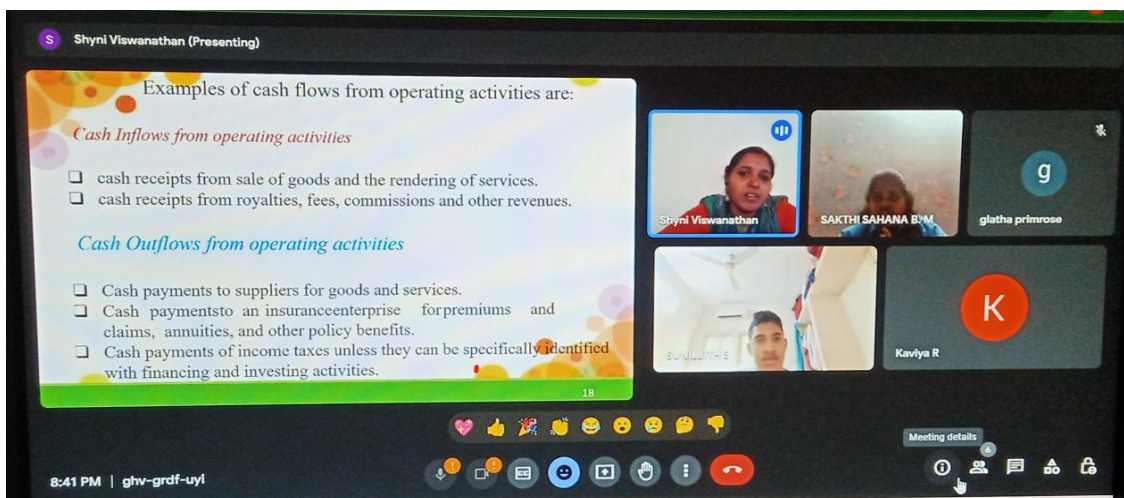 S Shyni Viswanathan (Presenting)
Examples of cash flows from operating activities are:
Cash Inflows from operating activities
cash receipts from sale of goods and the rendering of services.
cash receipts from royalties, fees, commissions and other revenues.
Cash Outflows from operating activities
Cash payments to suppliers for goods and services.
Cash paymentsto an insuranceenterprise forpremiums and
claims, annuities, and other policy benefits.
Cash payments of income taxes unless they can be specifically identified
with financing and investing activities.
18
Shyni Viswanathan
SAKTHI SAHANA B. M
g
glatha primrose
K
Kaviya R
Meeting details
6
CC
8:41 PM | ghv-grdf-uyi